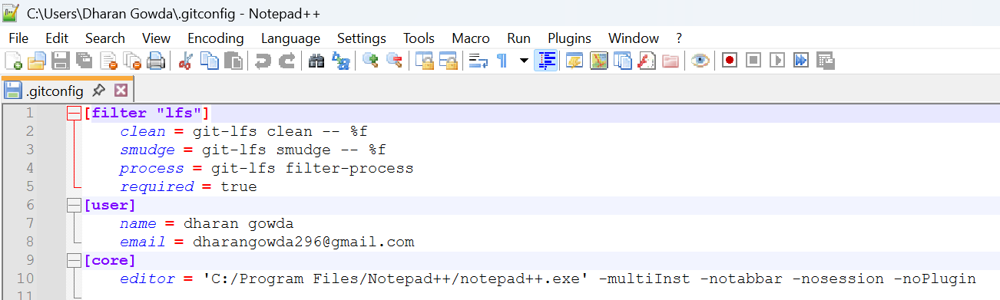 C:\Users\Dharan Gowda\.gitconfig - Notepad++
File Edit Search View Encoding Language Settings Tools Macro Run Plugins Window ?
.gitconfig
1 [filter "lfs"]
2 clean = git-lfs clean -- %f
3 smudge = git-lfs smudge -- %f
4 process = git-lfs filter-process
5 required = true
6 [user]
7 name = dharan gowda
8 email = dharangowda296@gmail.com
9 [core]
10 editor = 'C:/Program Files/Notepad++/notepad++.exe' -multiInst -notabbar -nosession -noPlugin
11